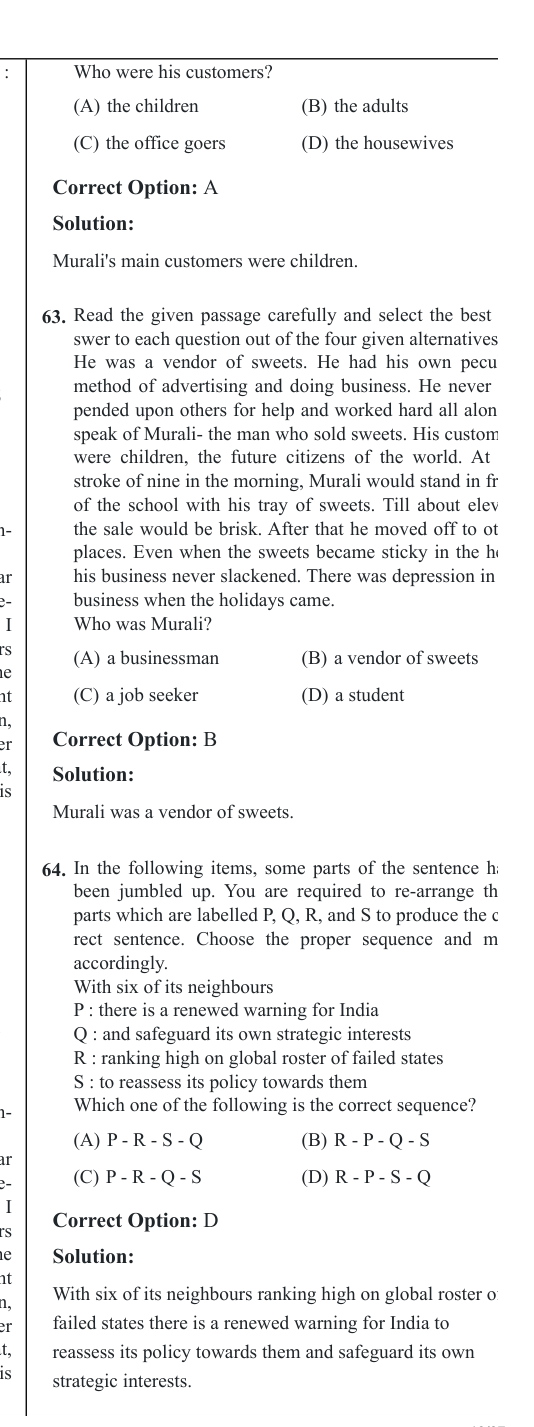 :
Who were his customers?
(A) the children (B) the adults
(C) the office goers (D) the housewives
Correct Option: A
Solution:
Murali's main customers were children.
63. Read the given passage carefully and select the best
swer to each question out of the four given alternatives
He was a vendor of sweets. He had his own pecu
method of advertising and doing business. He never
pended upon others for help and worked hard all alon
speak of Murali- the man who sold sweets. His custom
were children, the future citizens of the world. At
stroke of nine in the morning, Murali would stand in fr
of the school with his tray of sweets. Till about elev
the sale would be brisk. After that he moved off to ot
places. Even when the sweets became sticky in the he
his business never slackened. There was depression in
business when the holidays came.
Who was Murali?
(A) a businessman (B) a vendor of sweets
(C) a job seeker (D) a student
Correct Option: B
Solution:
Murali was a vendor of sweets.
64. In the following items, some parts of the sentence ha
been jumbled up. You are required to re-arrange th
parts which are labelled P, Q, R, and S to produce the c
rect sentence. Choose the proper sequence and m
accordingly.
With six of its neighbours
P : there is a renewed warning for India
Q : and safeguard its own strategic interests
R : ranking high on global roster of failed states
S : to reassess its policy towards them
Which one of the following is the correct sequence?
(A) P - R - S - Q (B) R - P - Q - S
(C) P - R - Q - S (D) R - P - S - Q
Correct Option: D
Solution:
With six of its neighbours ranking high on global roster o
failed states there is a renewed warning for India to
reassess its policy towards them and safeguard its own
strategic interests.